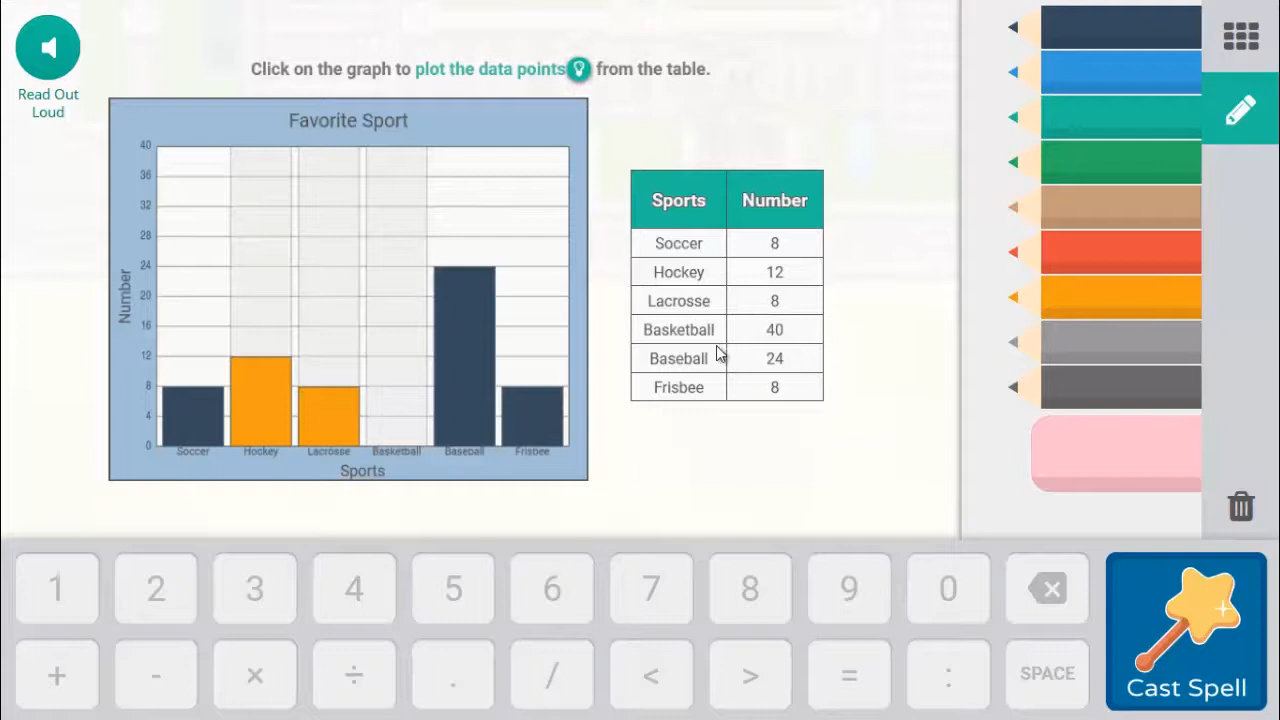 Read Out
Loud
Click on the graph to plot the data points from the table.
Favorite Sport
40
36
32
28
24
20
16
12
8
4
0
Number
Soccer Hockey Lacrosse Basketball Baseball Frisbee
Sports
Sports Number
Soccer 8
Hockey 12
Lacrosse 8
Basketball 40
Baseball 24
Frisbee 8
1 2 3 4 5 6 7 8 9 0
+ - × ÷ . / < > = : SPACE
Cast Spell